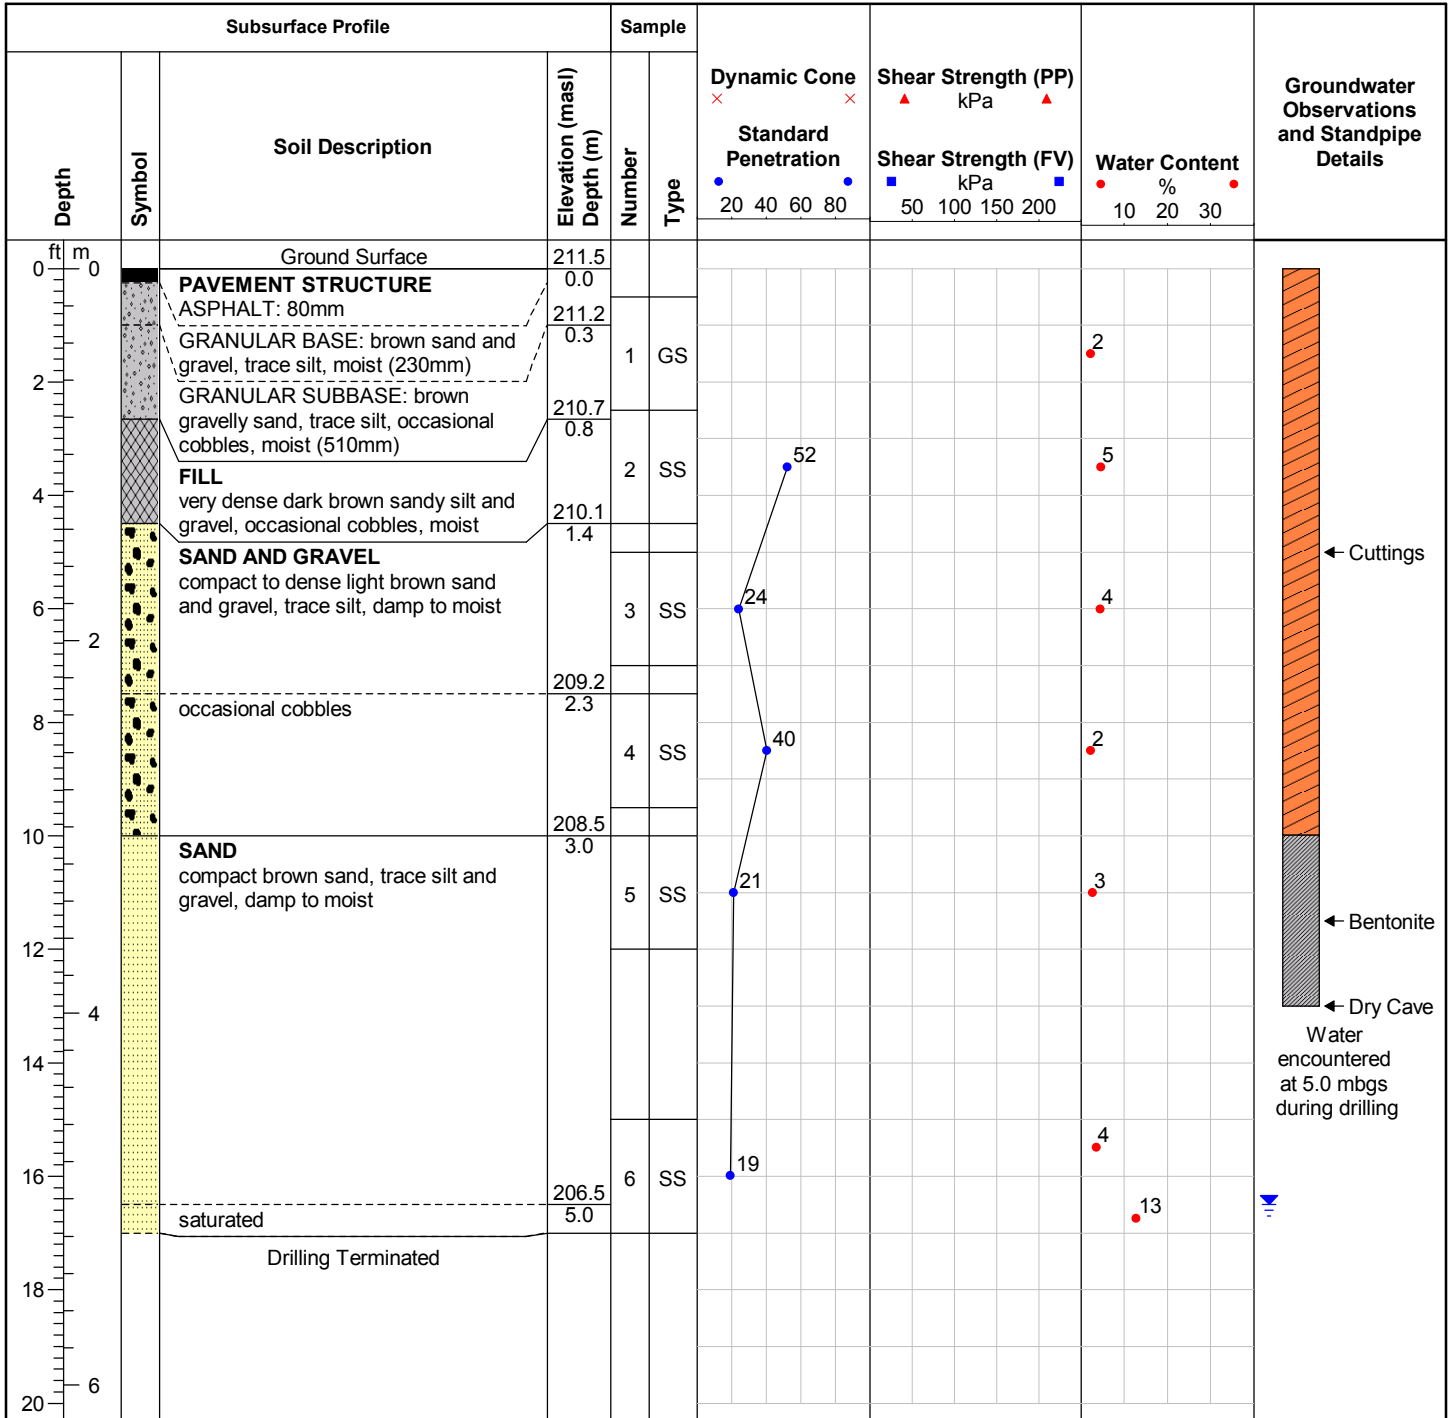 Subsurface Profile
Sample
Depth
Symbol
Soil Description
Elevation (masl)
Depth (m)
Number
Type
Dynamic Cone
Standard
Penetration
20 40 60 80
Shear Strength (PP)
kPa
Shear Strength (FV)
kPa
50 100 150 200
Water Content
%
10 20 30
Groundwater
Observations
and Standpipe
Details
ft m
0 0
2
4
6
2
8
10
12
4
14
16
18
6
20
Ground Surface
PAVEMENT STRUCTURE
ASPHALT: 80mm
GRANULAR BASE: brown sand and
gravel, trace silt, moist (230mm)
GRANULAR SUBBASE: brown
gravelly sand, trace silt, occasional
cobbles, moist (510mm)
FILL
very dense dark brown sandy silt and
gravel, occasional cobbles, moist
SAND AND GRAVEL
compact to dense light brown sand
and gravel, trace silt, damp to moist
occasional cobbles
SAND
compact brown sand, trace silt and
gravel, damp to moist
saturated
Drilling Terminated
211.5
0.0
211.2
0.3
210.7
0.8
210.1
1.4
209.2
2.3
208.5
3.0
206.5
5.0
1 GS
2 SS
3 SS
4 SS
5 SS
6 SS
52
24
40
21
19
2
5
4
2
3
4
13
Cuttings
Bentonite
Dry Cave
Water
encountered
at 5.0 mbgs
during drilling